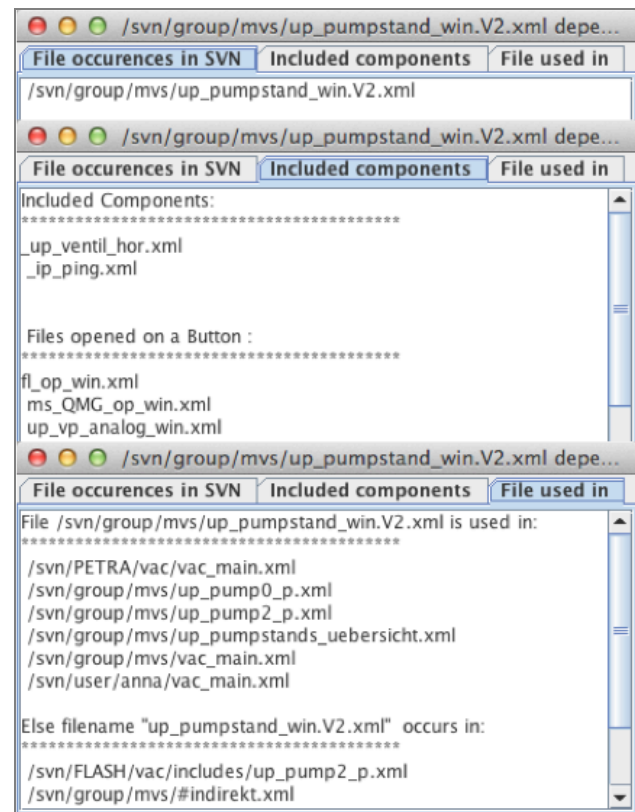 /svn/group/mvs/up_pumpstand_win.V2.xml depe...
File occurences in SVN Included components File used in
/svn/group/mvs/up_pumpstand_win.V2.xml
/svn/group/mvs/up_pumpstand_win.V2.xml depe...
File occurences in SVN Included components File used in
Included Components:
******************************************
_up_ventil_hor.xml
_ip_ping.xml
Files opened on a Button :
******************************************
fl_op_win.xml
ms_QMG_op_win.xml
up_vp_analog_win.xml
/svn/group/mvs/up_pumpstand_win.V2.xml depe...
File occurences in SVN Included components File used in
File /svn/group/mvs/up_pumpstand_win.V2.xml is used in:
******************************************
/svn/PETRA/vac/vac_main.xml
/svn/group/mvs/up_pump0_p.xml
/svn/group/mvs/up_pump2_p.xml
/svn/group/mvs/up_pumpstands_uebersicht.xml
/svn/group/mvs/vac_main.xml
/svn/user/anna/vac_main.xml
Else filename "up_pumpstand_win.V2.xml" occurs in:
******************************************
/svn/FLASH/vac/includes/up_pump2_p.xml
/svn/group/mvs/#indirekt.xml